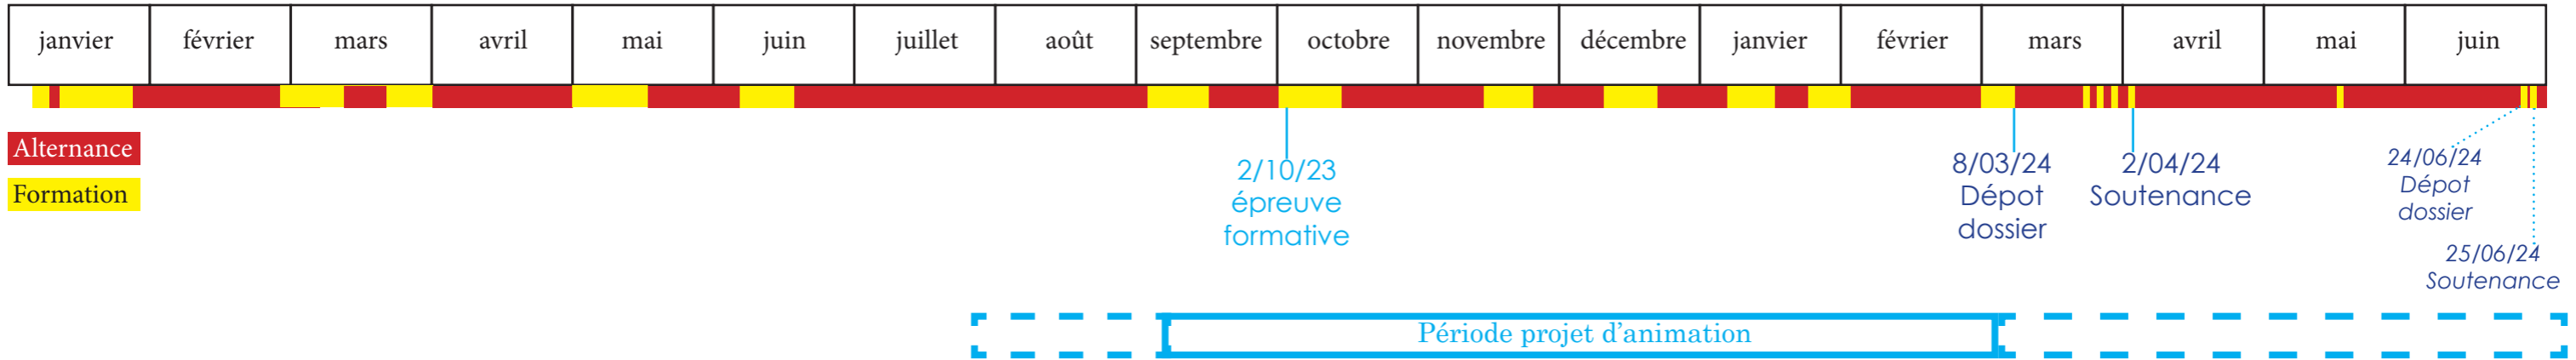 janvier février mars avril mai juin juillet août septembre octobre novembre décembre janvier février mars avril mai juin
Alternance
Formation
2/10/23
épreuve
formative
8/03/24
Dépot
dossier
2/04/24
Soutenance
24/06/24
Dépot
dossier
25/06/24
Soutenance
Période projet d'animation